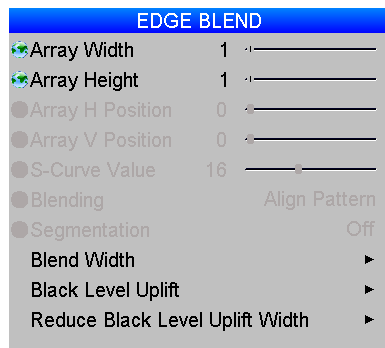 EDGE BLEND
Array Width 1
Array Height 1
Array H Position 0
Array V Position 0
S-Curve Value 16
Blending Align Pattern
Segmentation Off
Blend Width
Black Level Uplift
Reduce Black Level Uplift Width